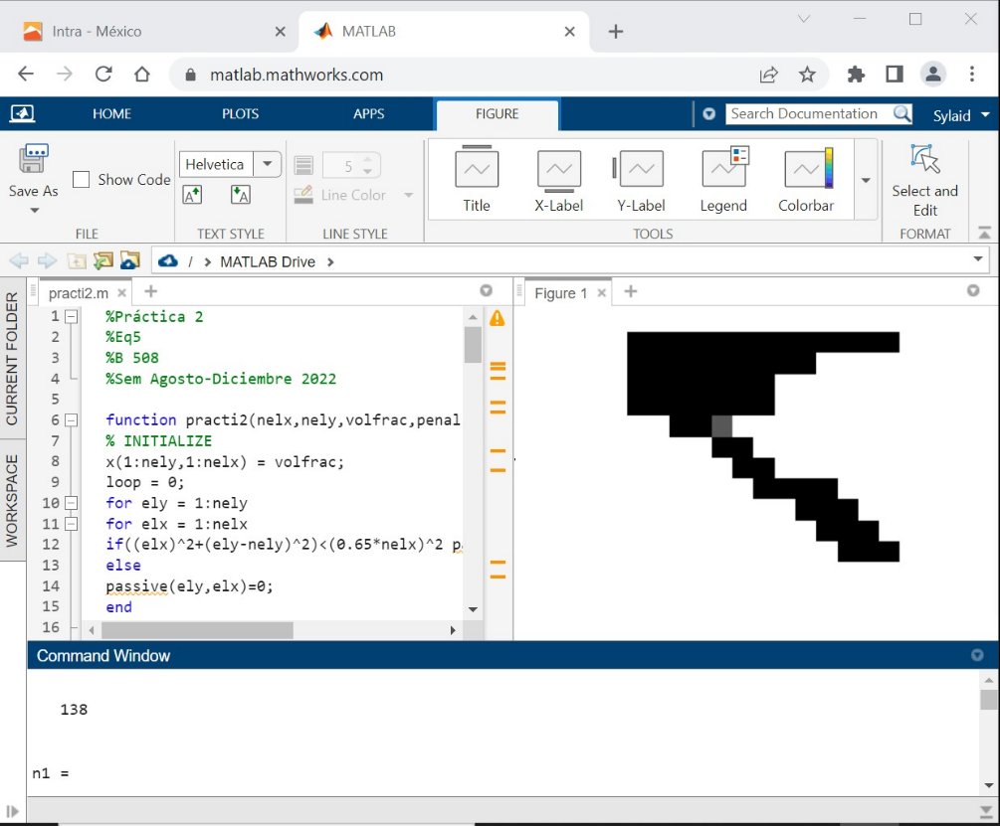 Intra - México
MATLAB
matlab.mathworks.com
HOME
PLOTS
APPS
FIGURE
Search Documentation
Sylaid
Save As
Show Code
FILE
Helvetica
A
A
TEXT STYLE
5
Line Color
LINE STYLE
Title
X-Label
Y-Label
Legend
Colorbar
TOOLS
Select and
Edit
FORMAT
/ > MATLAB Drive >
CURRENT FOLDER
WORKSPACE
practi2.m
Figure 1
1 %Práctica 2
2 %Eq5
3 %B 508
4 %Sem Agosto-Diciembre 2022
5
6 function practi2(nelx,nely,volfrac,penal
7 % INITIALIZE
8 x(1:nely,1:nelx) = volfrac;
9 loop = 0;
10 for ely = 1:nely
11 for elx = 1:nelx
12 if((elx)^2+(ely-nely)^2)<(0.65*nelx)^2 p
13 else
14 passive(ely,elx)=0;
15 end
16
Command Window
138
n1 =